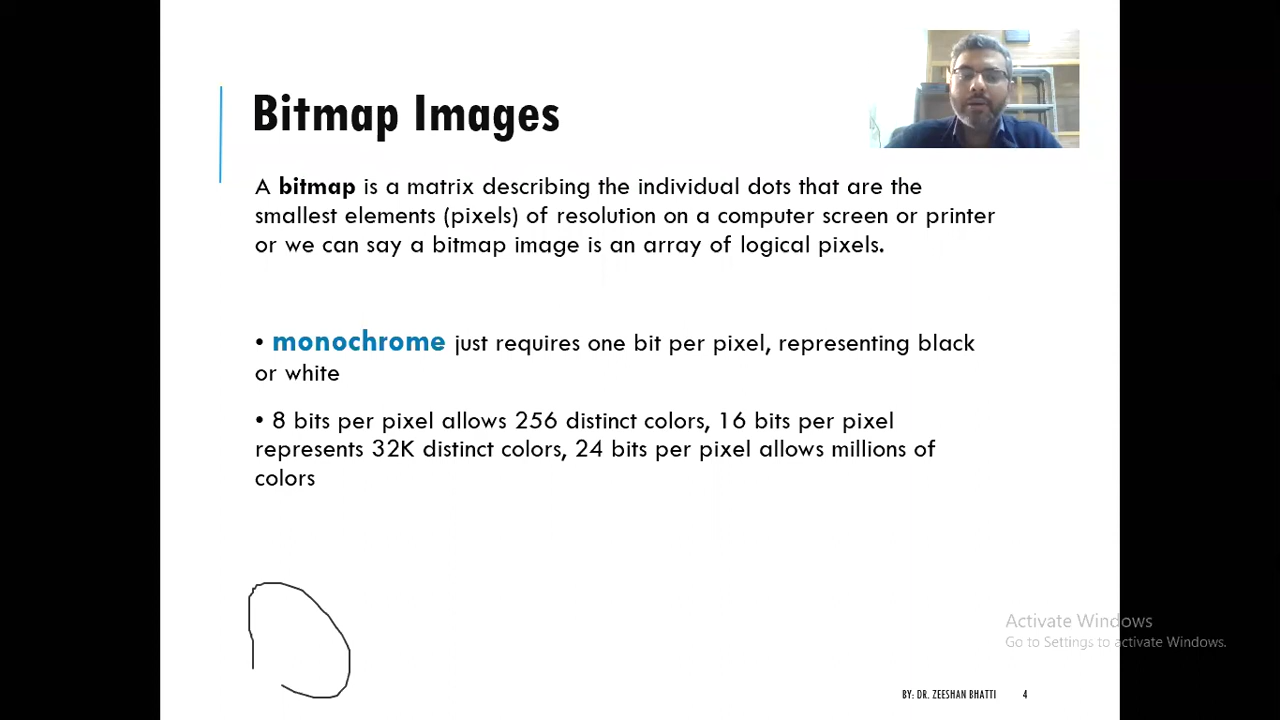 Bitmap Images
A bitmap is a matrix describing the individual dots that are the
smallest elements (pixels) of resolution on a computer screen or printer
or we can say a bitmap image is an array of logical pixels.
• monochrome just requires one bit per pixel, representing black
or white
• 8 bits per pixel allows 256 distinct colors, 16 bits per pixel
represents 32K distinct colors, 24 bits per pixel allows millions of
colors
Activate Windows
Go to Settings to activate Windows.
BY: DR. ZEESHAN BHATTI 4